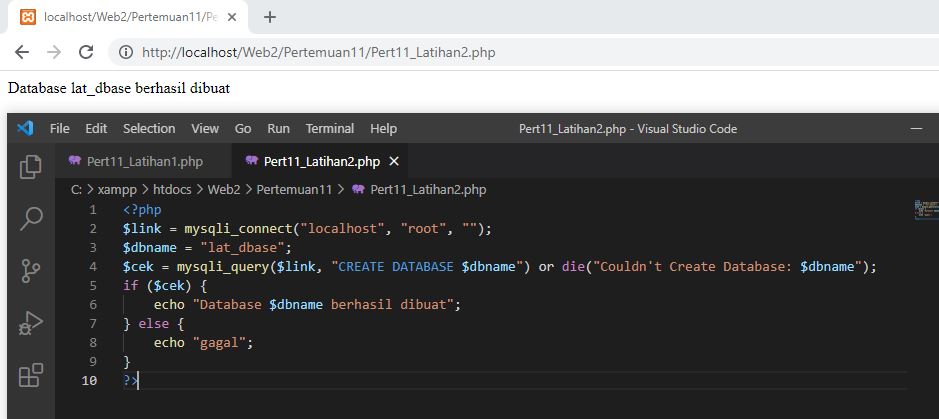 localhost/Web2/Pertemuan11/Pe
http://localhost/Web2/Pertemuan11/Pert11_Latihan2.php
Database lat_dbase berhasil dibuat
File Edit Selection View Go Run Terminal Help Pert11_Latihan2.php - Visual Studio Code
Pert11_Latihan1.php Pert11_Latihan2.php
C: > xampp > htdocs > Web2 > Pertemuan11 > Pert11_Latihan2.php
1 <?php
2 $link = mysqli_connect("localhost", "root", "");
3 $dbname = "lat_dbase";
4 $cek = mysqli_query($link, "CREATE DATABASE $dbname") or die("Couldn't Create Database: $dbname");
5 if ($cek) {
6     echo "Database $dbname berhasil dibuat";
7 } else {
8     echo "gagal";
9 }
10 ?>